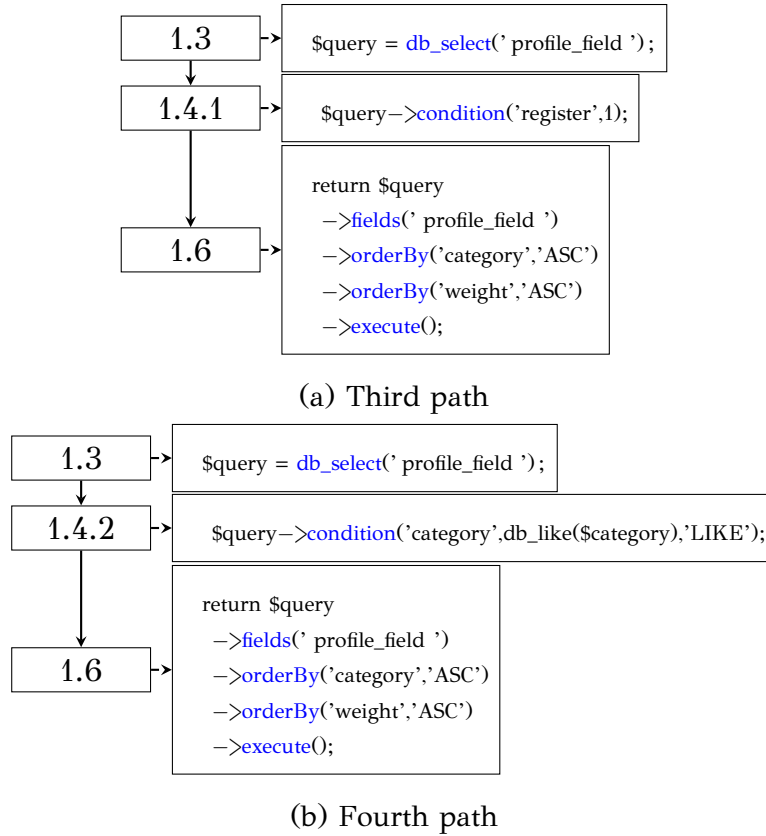 1.3
$query = db_select(' profile_field ');
1.4.1
$query−>condition('register',1);
return $query
−>fields(' profile_field ')
1.6
−>orderBy('category','ASC')
−>orderBy('weight','ASC')
−>execute();
(a) Third path
1.3
$query = db_select(' profile_field ');
1.4.2
$query−>condition('category',db_like($category),'LIKE');
return $query
−>fields(' profile_field ')
1.6
−>orderBy('category','ASC')
−>orderBy('weight','ASC')
−>execute();
(b) Fourth path